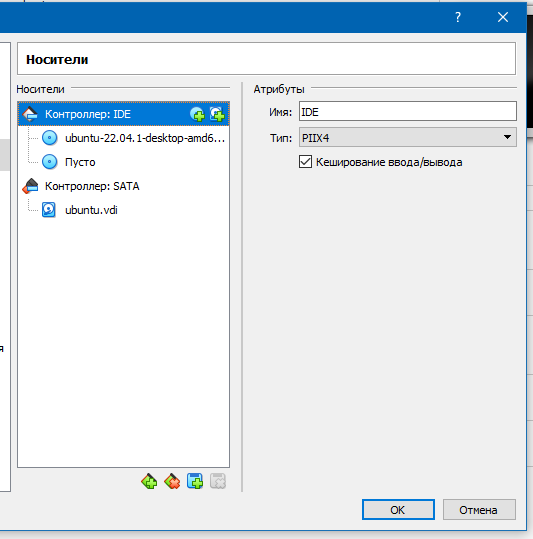 ?
Носители
Носители
Контроллер: IDE
ubuntu-22.04.1-desktop-amd6...
Пусто
Контроллер: SATA
ubuntu.vdi
Атрибуты
Имя: IDE
Тип: PIIX4
Кеширование ввода/вывода
я
OK
Отмена